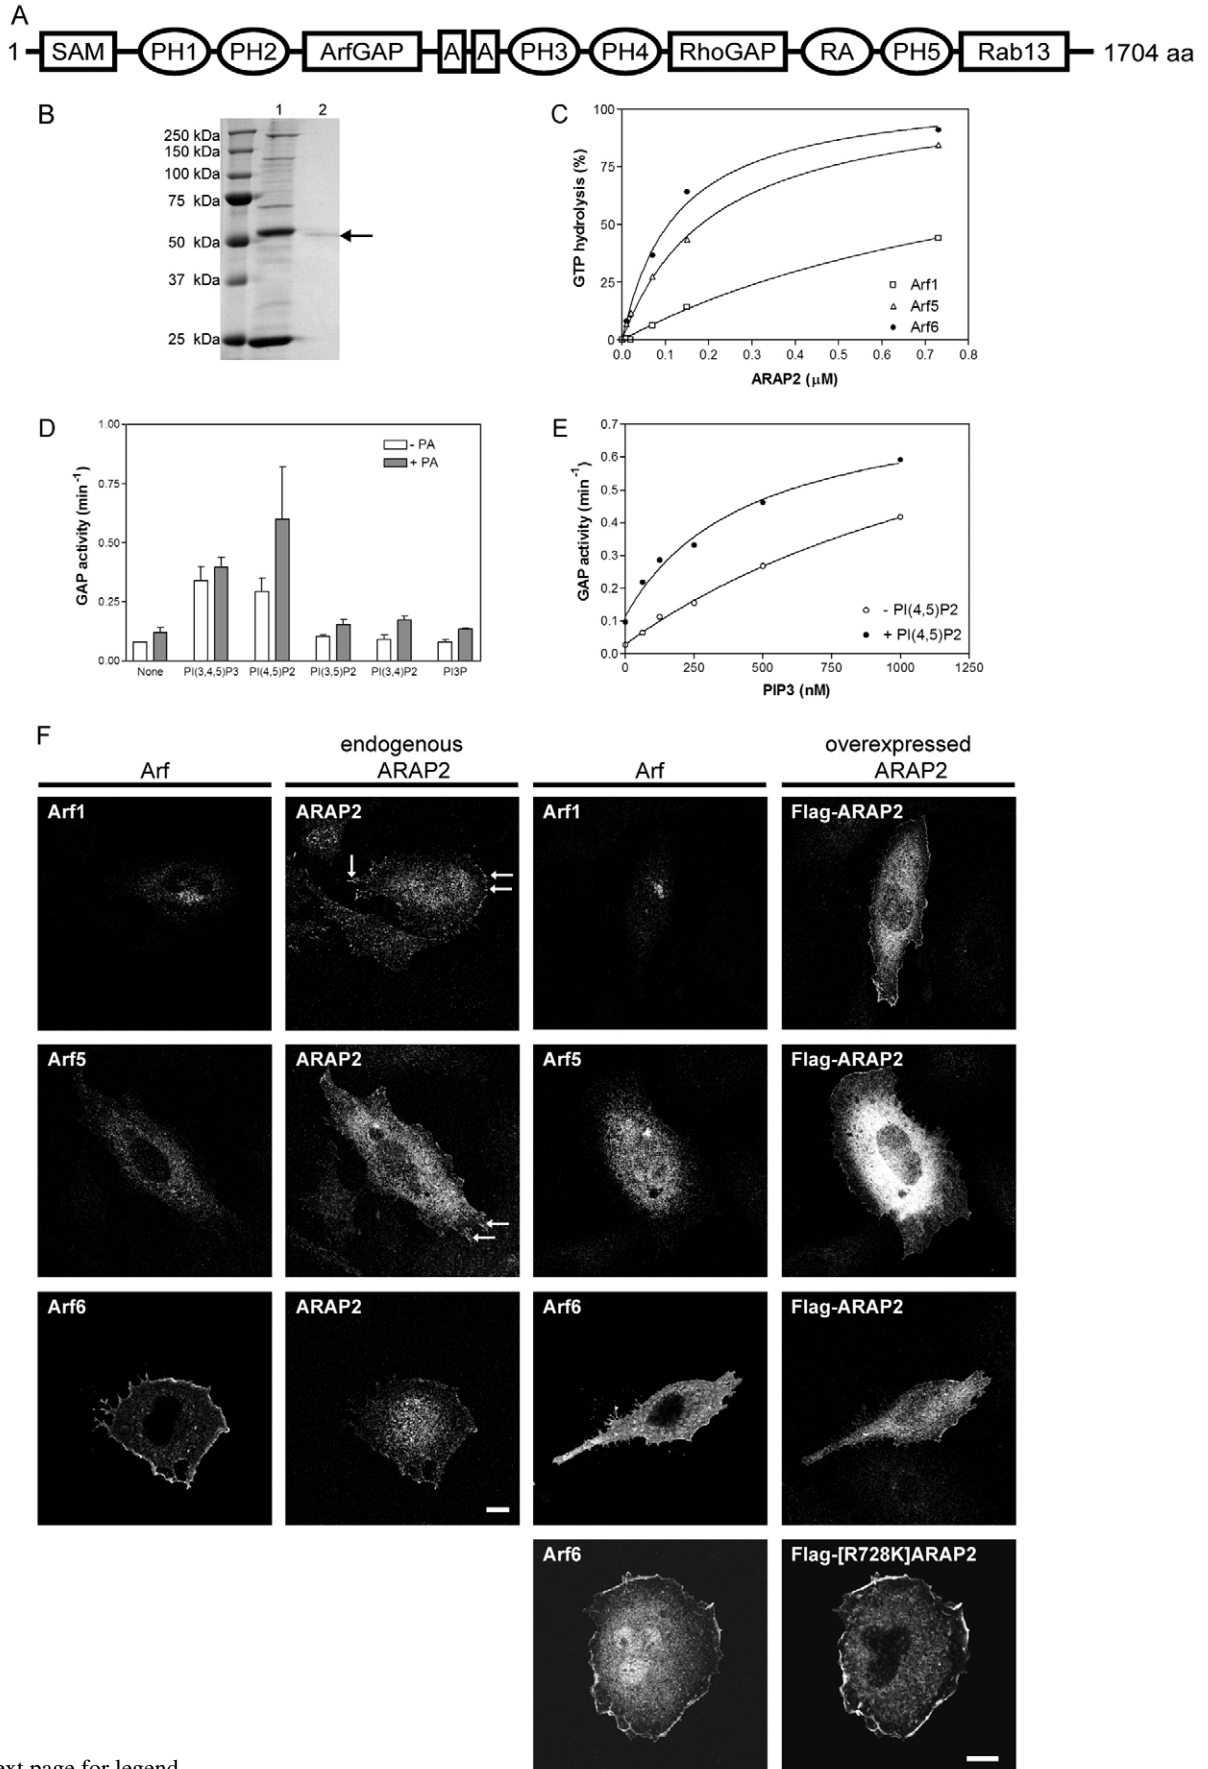 A
1 SAM PH1 PH2 ArfGAP A A PH3 PH4 RhoGAP RA PH5 Rab13 1704 aa
B
1 2
250 kDa
150 kDa
100 kDa
75 kDa
50 kDa
37 kDa
25 kDa
C
100
75
50
25
0
GTP hydrolysis (%)
Arf1
Arf5
Arf6
0.0 0.1 0.2 0.3 0.4 0.5 0.6 0.7 0.8
ARAP2 (μM)
D
1.00
0.75
0.50
0.25
0.00
GAP activity (min-1)
- PA
+ PA
None PI(3,4,5)P3 PI(4,5)P2 PI(3,5)P2 PI(3,4)P2 PI3P
E
0.7
0.6
0.5
0.4
0.3
0.2
0.1
0.0
GAP activity (min-1)
- PI(4,5)P2
+ PI(4,5)P2
0 250 500 750 1000 1250
PIP3 (nM)
F
endogenous overexpressed
Arf ARAP2 Arf ARAP2
Arf1 ARAP2 Arf1 Flag-ARAP2
Arf5 ARAP2 Arf5 Flag-ARAP2
Arf6 ARAP2 Arf6 Flag-ARAP2
Arf6 Flag-[R728K]ARAP2
page for legend